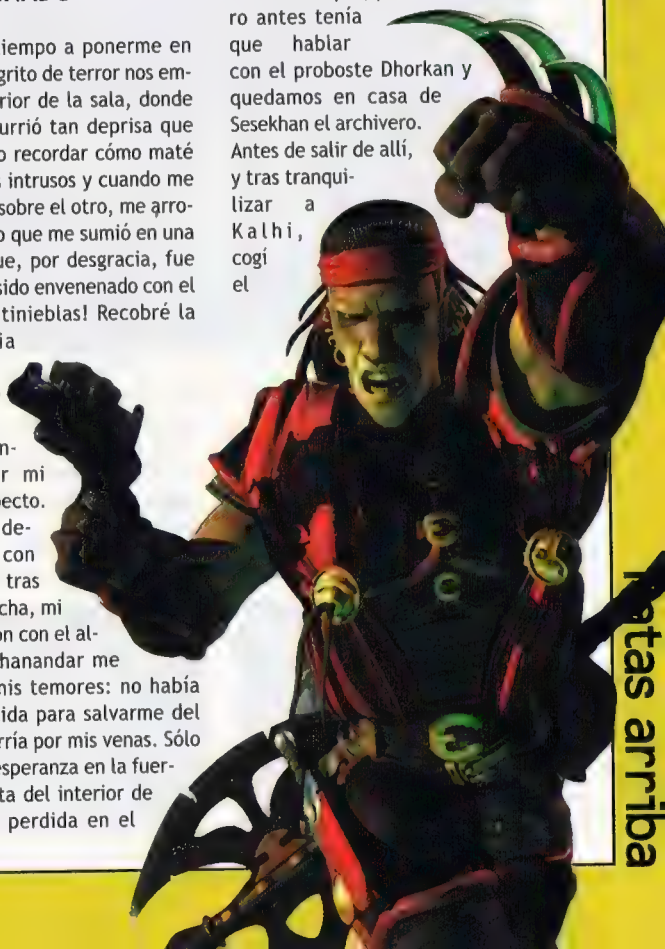 tiempo a ponerme en
grito de terror nos em-
rior de la sala, donde
urrió tan deprisa que
o recordar cómo maté
s intrusos y cuando me
sobre el otro, me arro-
o que me sumió en una
ue, por desgracia, fue
sido envenenado con el
tinieblas! Recobré la
ia
n-
r mi
ecto.
de-
con
tras
cha, mi
on con el al-
hanandar me
nis temores: no había
ida para salvarme del
rría por mis venas. Sólo
esperanza en la fuer-
ta del interior de
perdida en el
ro antes tenía
que hablar
con el proboste Dhorkan y
quedamos en casa de
Sesekhan el archivero.
Antes de salir de allí,
y tras tranqui-
lizar a
Kalhi,
cogí
el
tas arriba